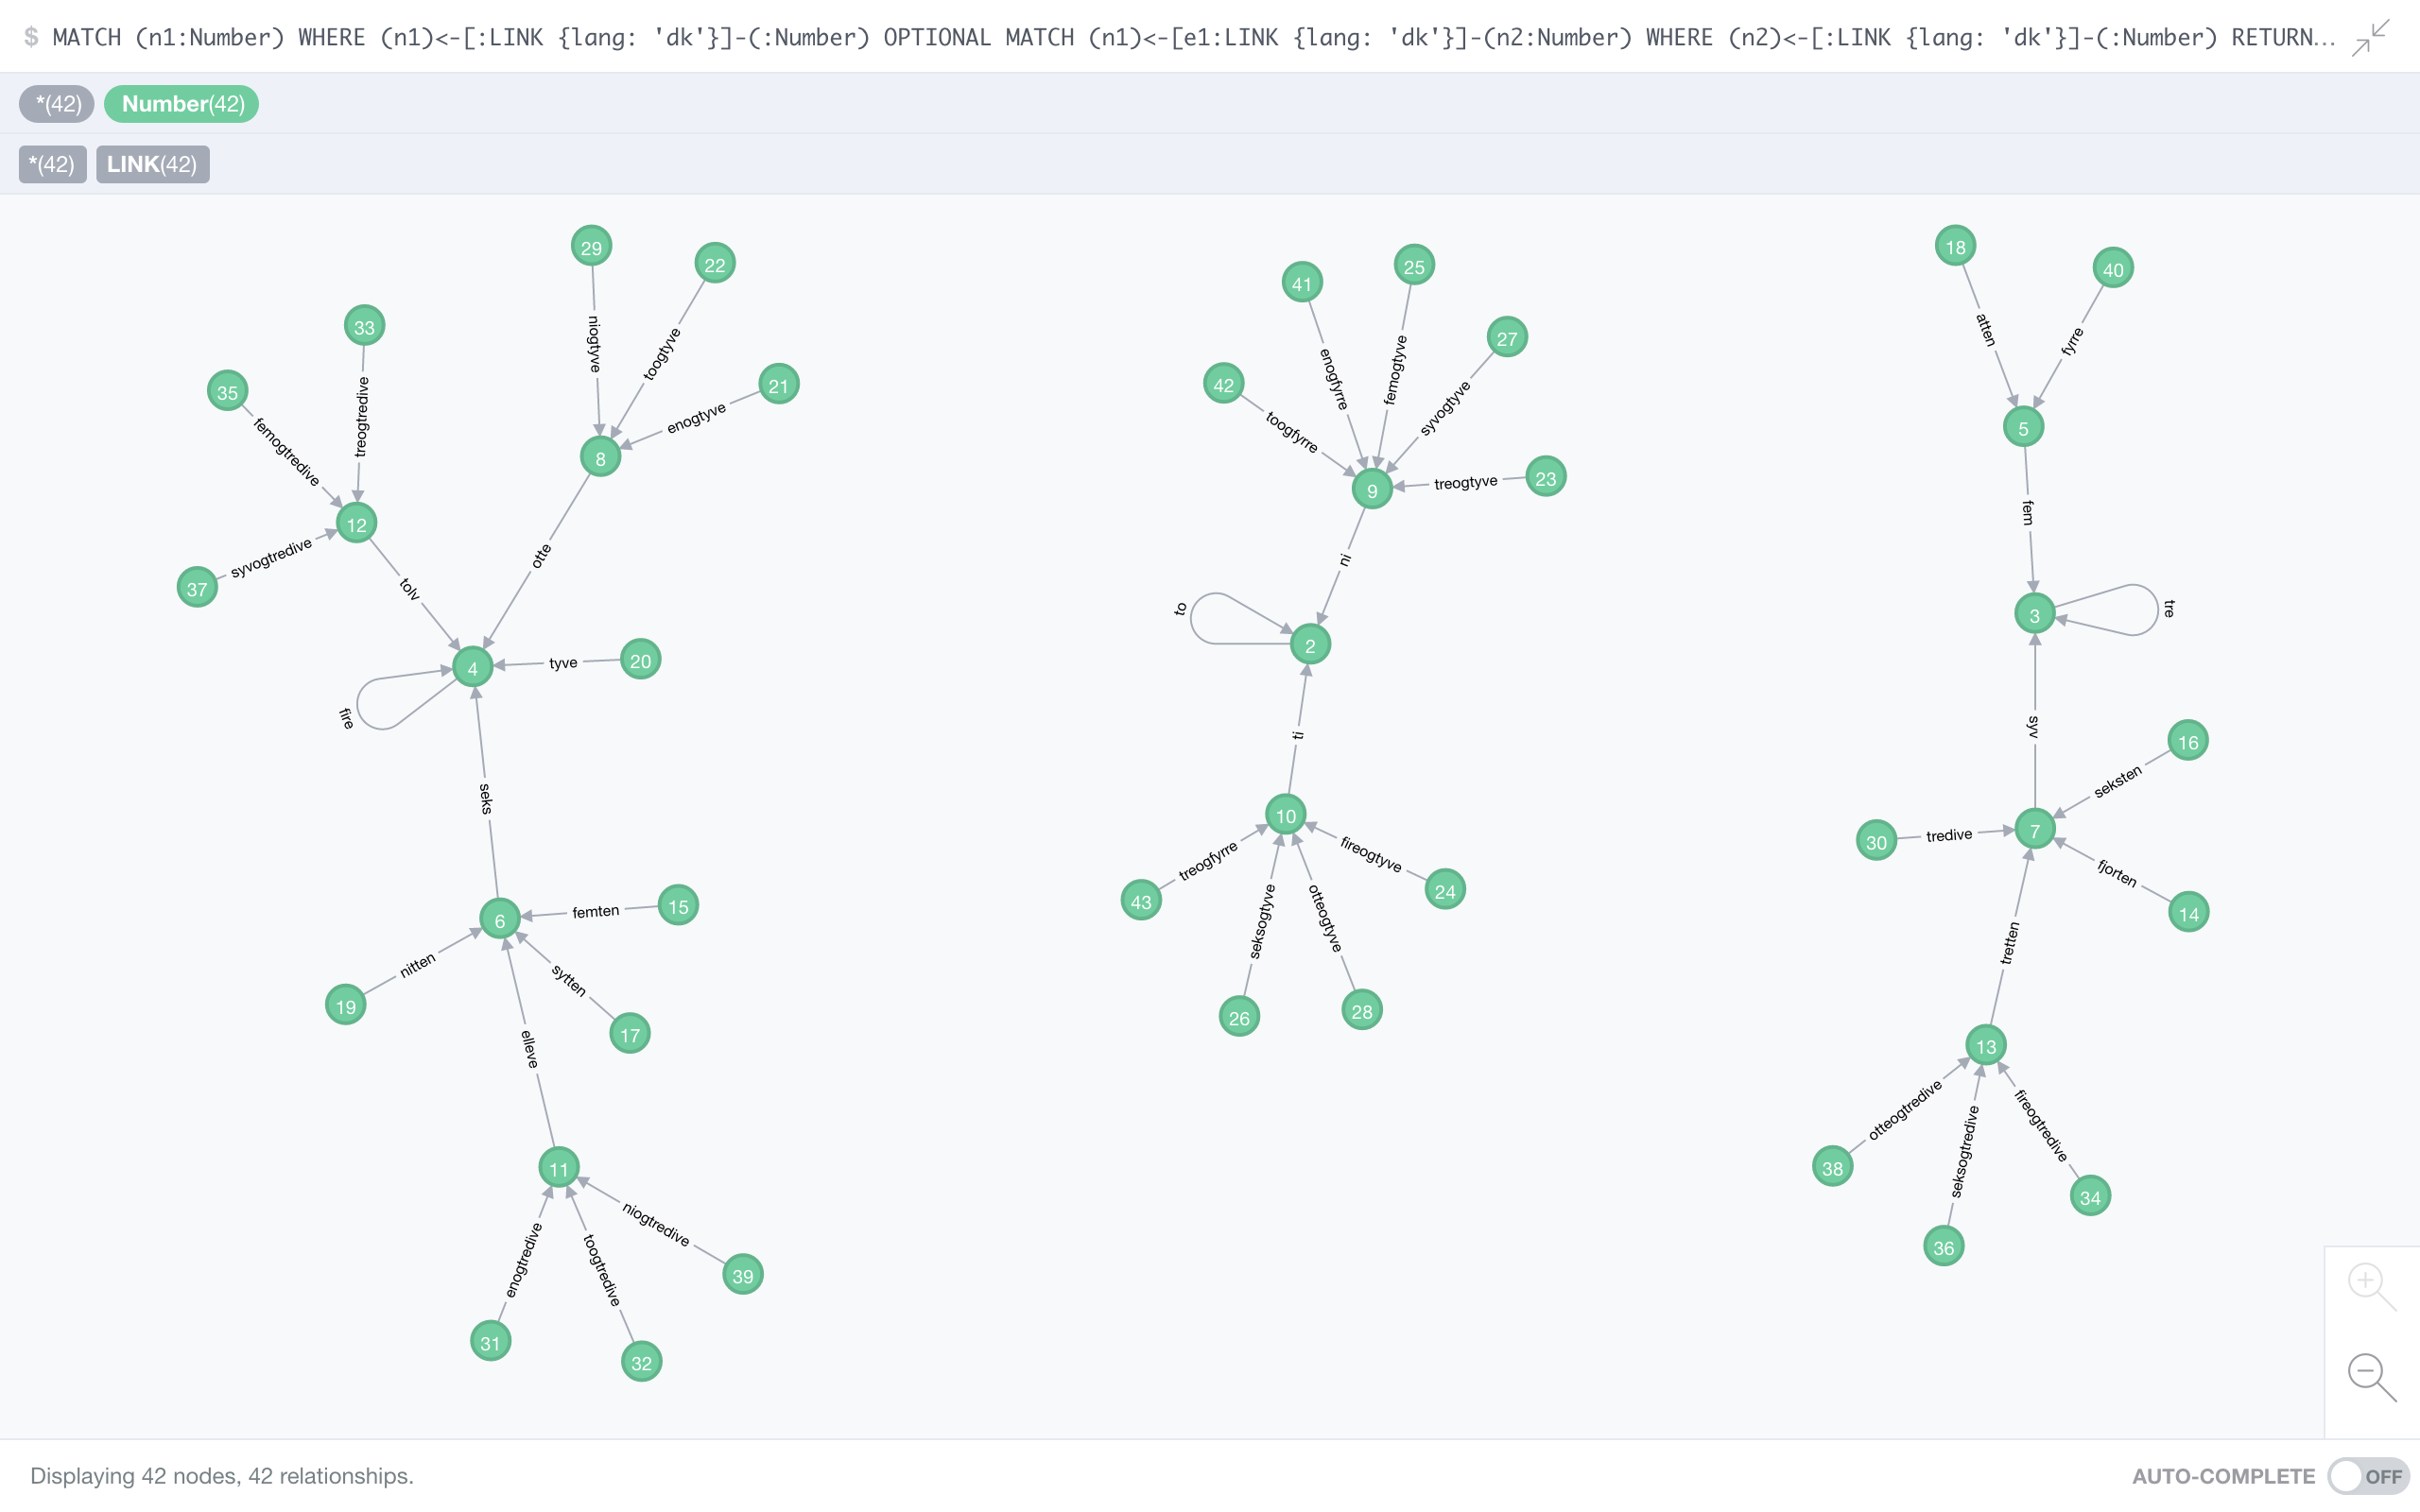 $ MATCH (n1:Number) WHERE (n1)<-[:LINK {lang: 'dk'}]-(:Number) OPTIONAL MATCH (n1)<-[e1:LINK {lang: 'dk'}]-(n2:Number) WHERE (n2)<-[:LINK {lang: 'dk'}]-(:Number) RETURN...
*(42) Number(42)
*(42) LINK(42)
29
22
33
35
21
niogtyve
toogtyve
enogtyve
femogtredive
treogtredive
8
12
37
syvogtredive
tolv
otte
4
tyve
20
fire
seks
6
femten
15
nitten
sytten
19
17
elleve
11
enogtredive
toogtredive
niogtredive
39
31
32
41
25
27
42
enogfyrre
femogtyve
syvogtyve
toogfyrre
9
treogtyve
23
ni
to
2
ti
10
treogfyrre
fireogtyve
43
24
seksogtyve
otteogtyve
26
28
18
40
atten
fyrre
5
fem
3
tre
syv
16
seksten
30
tredive
7
fjorten
14
tretten
13
otteogtredive
seksogtredive
fireogtredive
38
34
36
Displaying 42 nodes, 42 relationships.
AUTO-COMPLETE OFF